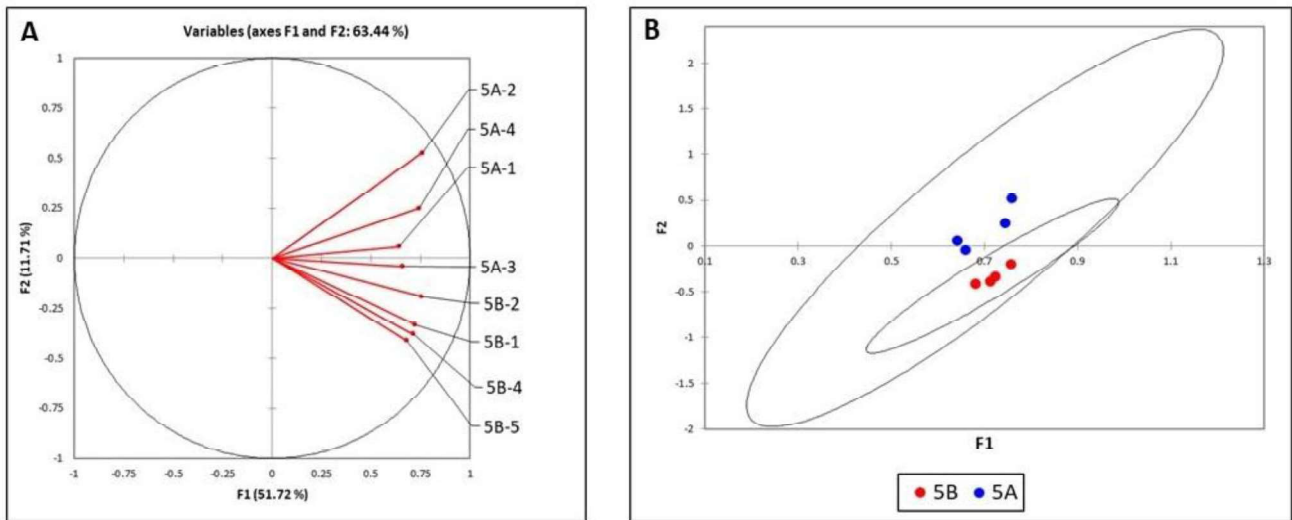 A
Variables (axes F1 and F2: 63.44 %)
1
0.75
0.5
0.25
0
-0.25
-0.5
-0.75
-1
F2 (11.71 %)
-1 -0.75 -0.5 -0.25 0 0.25 0.5 0.75 1
F1 (51.72 %)
5A-2
5A-4
5A-1
5A-3
5B-2
5B-1
5B-4
5B-5
B
2
1.5
1
0.5
0
-0.5
-1
-1.5
-2
F2
0.1 0.3 0.5 0.7 0.9 1.1 1.3
F1
5B 5A